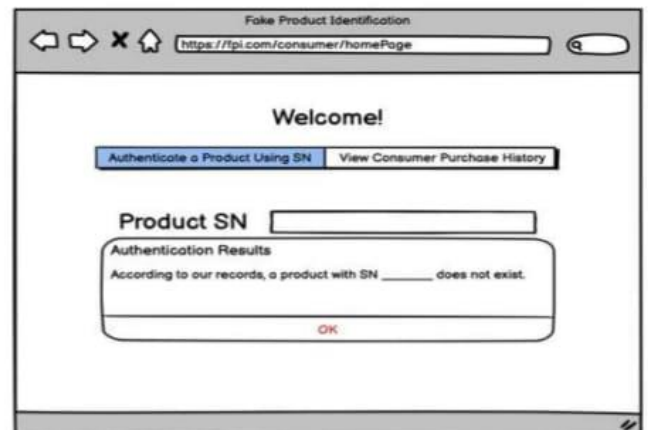 Fake Product Identification
https://fpi.com/consumer/homePage
Welcome!
Authenticate a Product Using SN View Consumer Purchase History
Product SN
Authentication Results
According to our records, a product with SN _______ does not exist.
OK